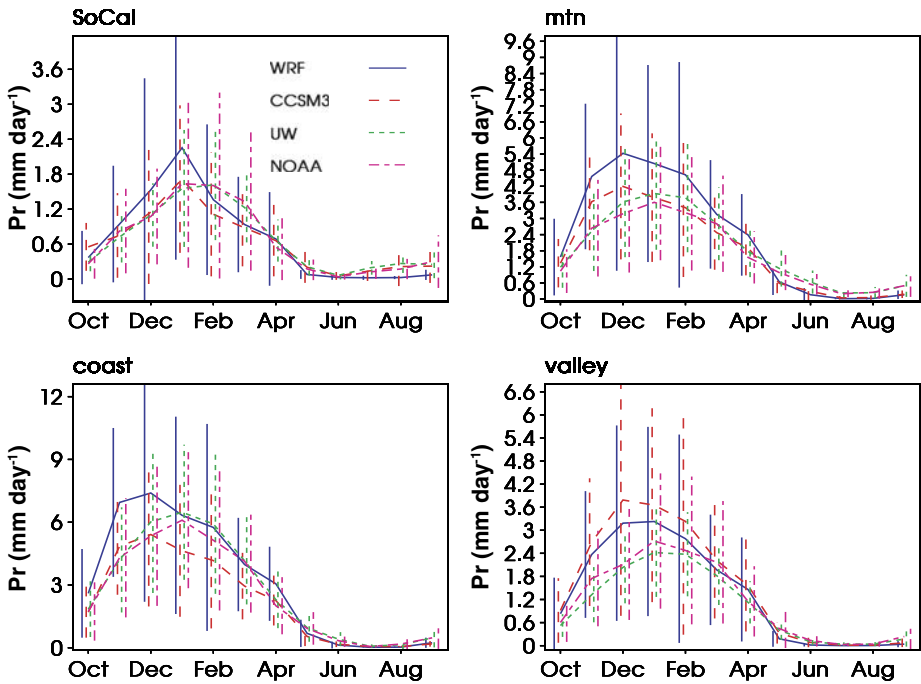 SoCal
Pr (mm day-1)
3.6
3
2.4
1.8
1.2
0.6
0
Oct Dec Feb Apr Jun Aug
WRF
CCSM3
UW
NOAA
mtn
Pr (mm day-1)
9.6
9
8.4
7.8
7.2
6.6
6
5.4
4.8
4.2
3.6
3
2.4
1.8
1.2
0.6
0
Oct Dec Feb Apr Jun Aug
coast
Pr (mm day-1)
12
9
6
3
0
Oct Dec Feb Apr Jun Aug
valley
Pr (mm day-1)
6.6
6
5.4
4.8
4.2
3.6
3
2.4
1.8
1.2
0.6
0
Oct Dec Feb Apr Jun Aug